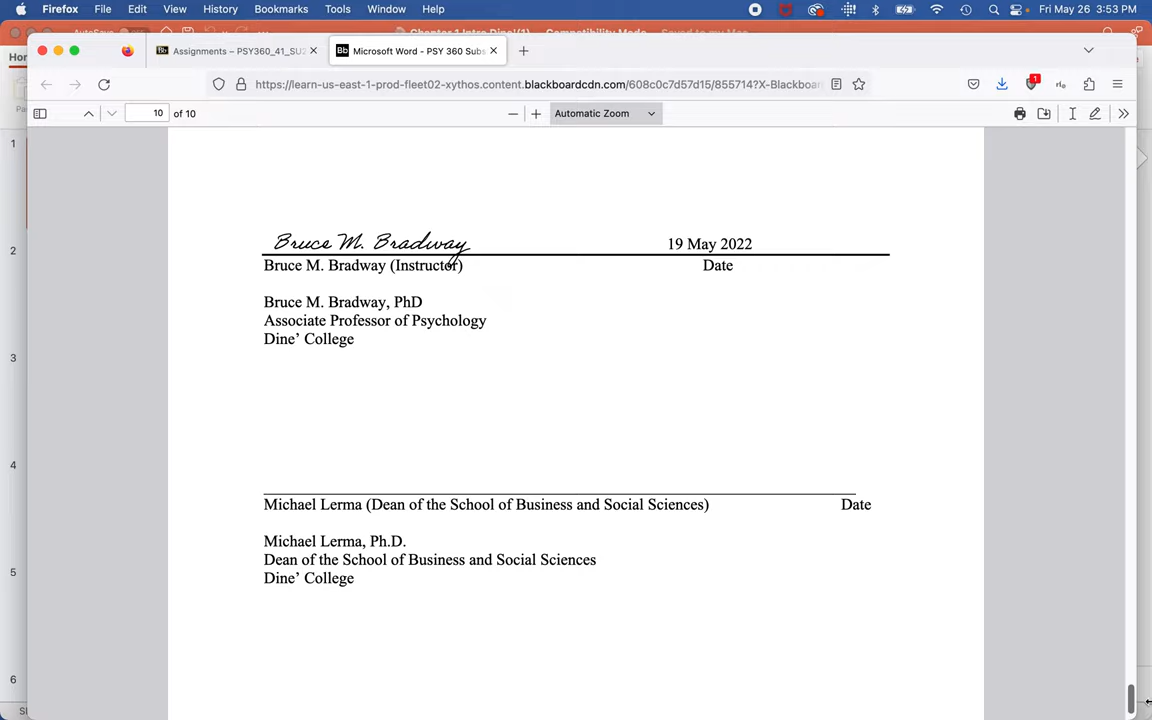 Firefox File Edit View History Bookmarks Tools Window Help Fri May 26 3:53 PM
Assignments – PSY360_41_SU2 Microsoft Word - PSY 360 Subs
https://learn-us-east-1-prod-fleet02-xythos.content.blackboardcdn.com/608c0c7d57d15/855714?X-Blackboar
1
10 of 10 Automatic Zoom
1
2
3
4
5
6
Bruce M. Bradway 19 May 2022
Bruce M. Bradway (Instructor) Date
Bruce M. Bradway, PhD
Associate Professor of Psychology
Dine’ College
Michael Lerma (Dean of the School of Business and Social Sciences) Date
Michael Lerma, Ph.D.
Dean of the School of Business and Social Sciences
Dine’ College